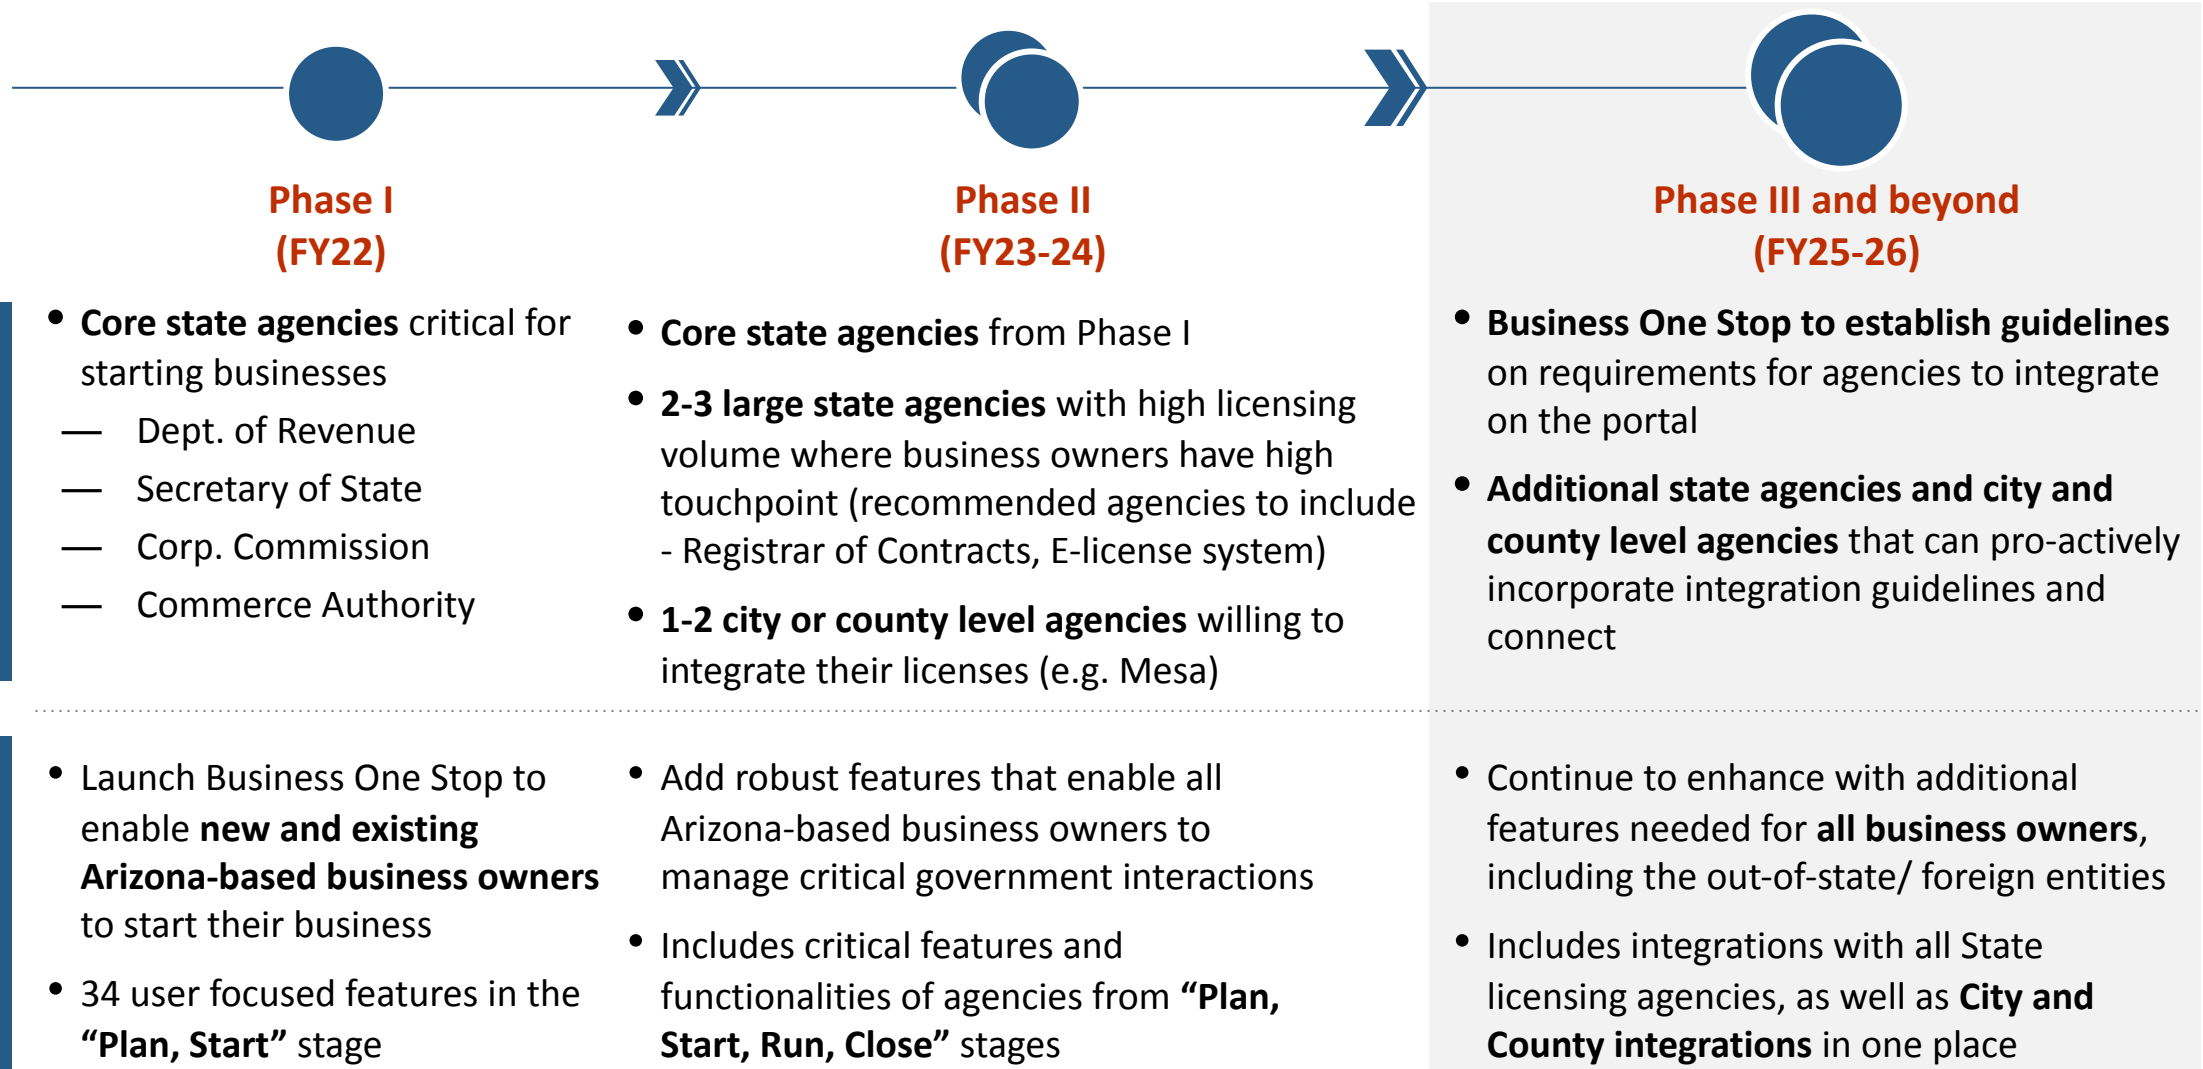 Phase I
(FY22)
Phase II
(FY23-24)
Phase III and beyond
(FY25-26)
• Core state agencies critical for
starting businesses
— Dept. of Revenue
— Secretary of State
— Corp. Commission
— Commerce Authority
• Core state agencies from Phase I
• 2-3 large state agencies with high licensing
volume where business owners have high
touchpoint (recommended agencies to include
- Registrar of Contracts, E-license system)
• 1-2 city or county level agencies willing to
integrate their licenses (e.g. Mesa)
• Business One Stop to establish guidelines
on requirements for agencies to integrate
on the portal
• Additional state agencies and city and
county level agencies that can pro-actively
incorporate integration guidelines and
connect
• Launch Business One Stop to
enable new and existing
Arizona-based business owners
to start their business
• 34 user focused features in the
“Plan, Start” stage
• Add robust features that enable all
Arizona-based business owners to
manage critical government interactions
• Includes critical features and
functionalities of agencies from “Plan,
Start, Run, Close” stages
• Continue to enhance with additional
features needed for all business owners,
including the out-of-state/ foreign entities
• Includes integrations with all State
licensing agencies, as well as City and
County integrations in one place